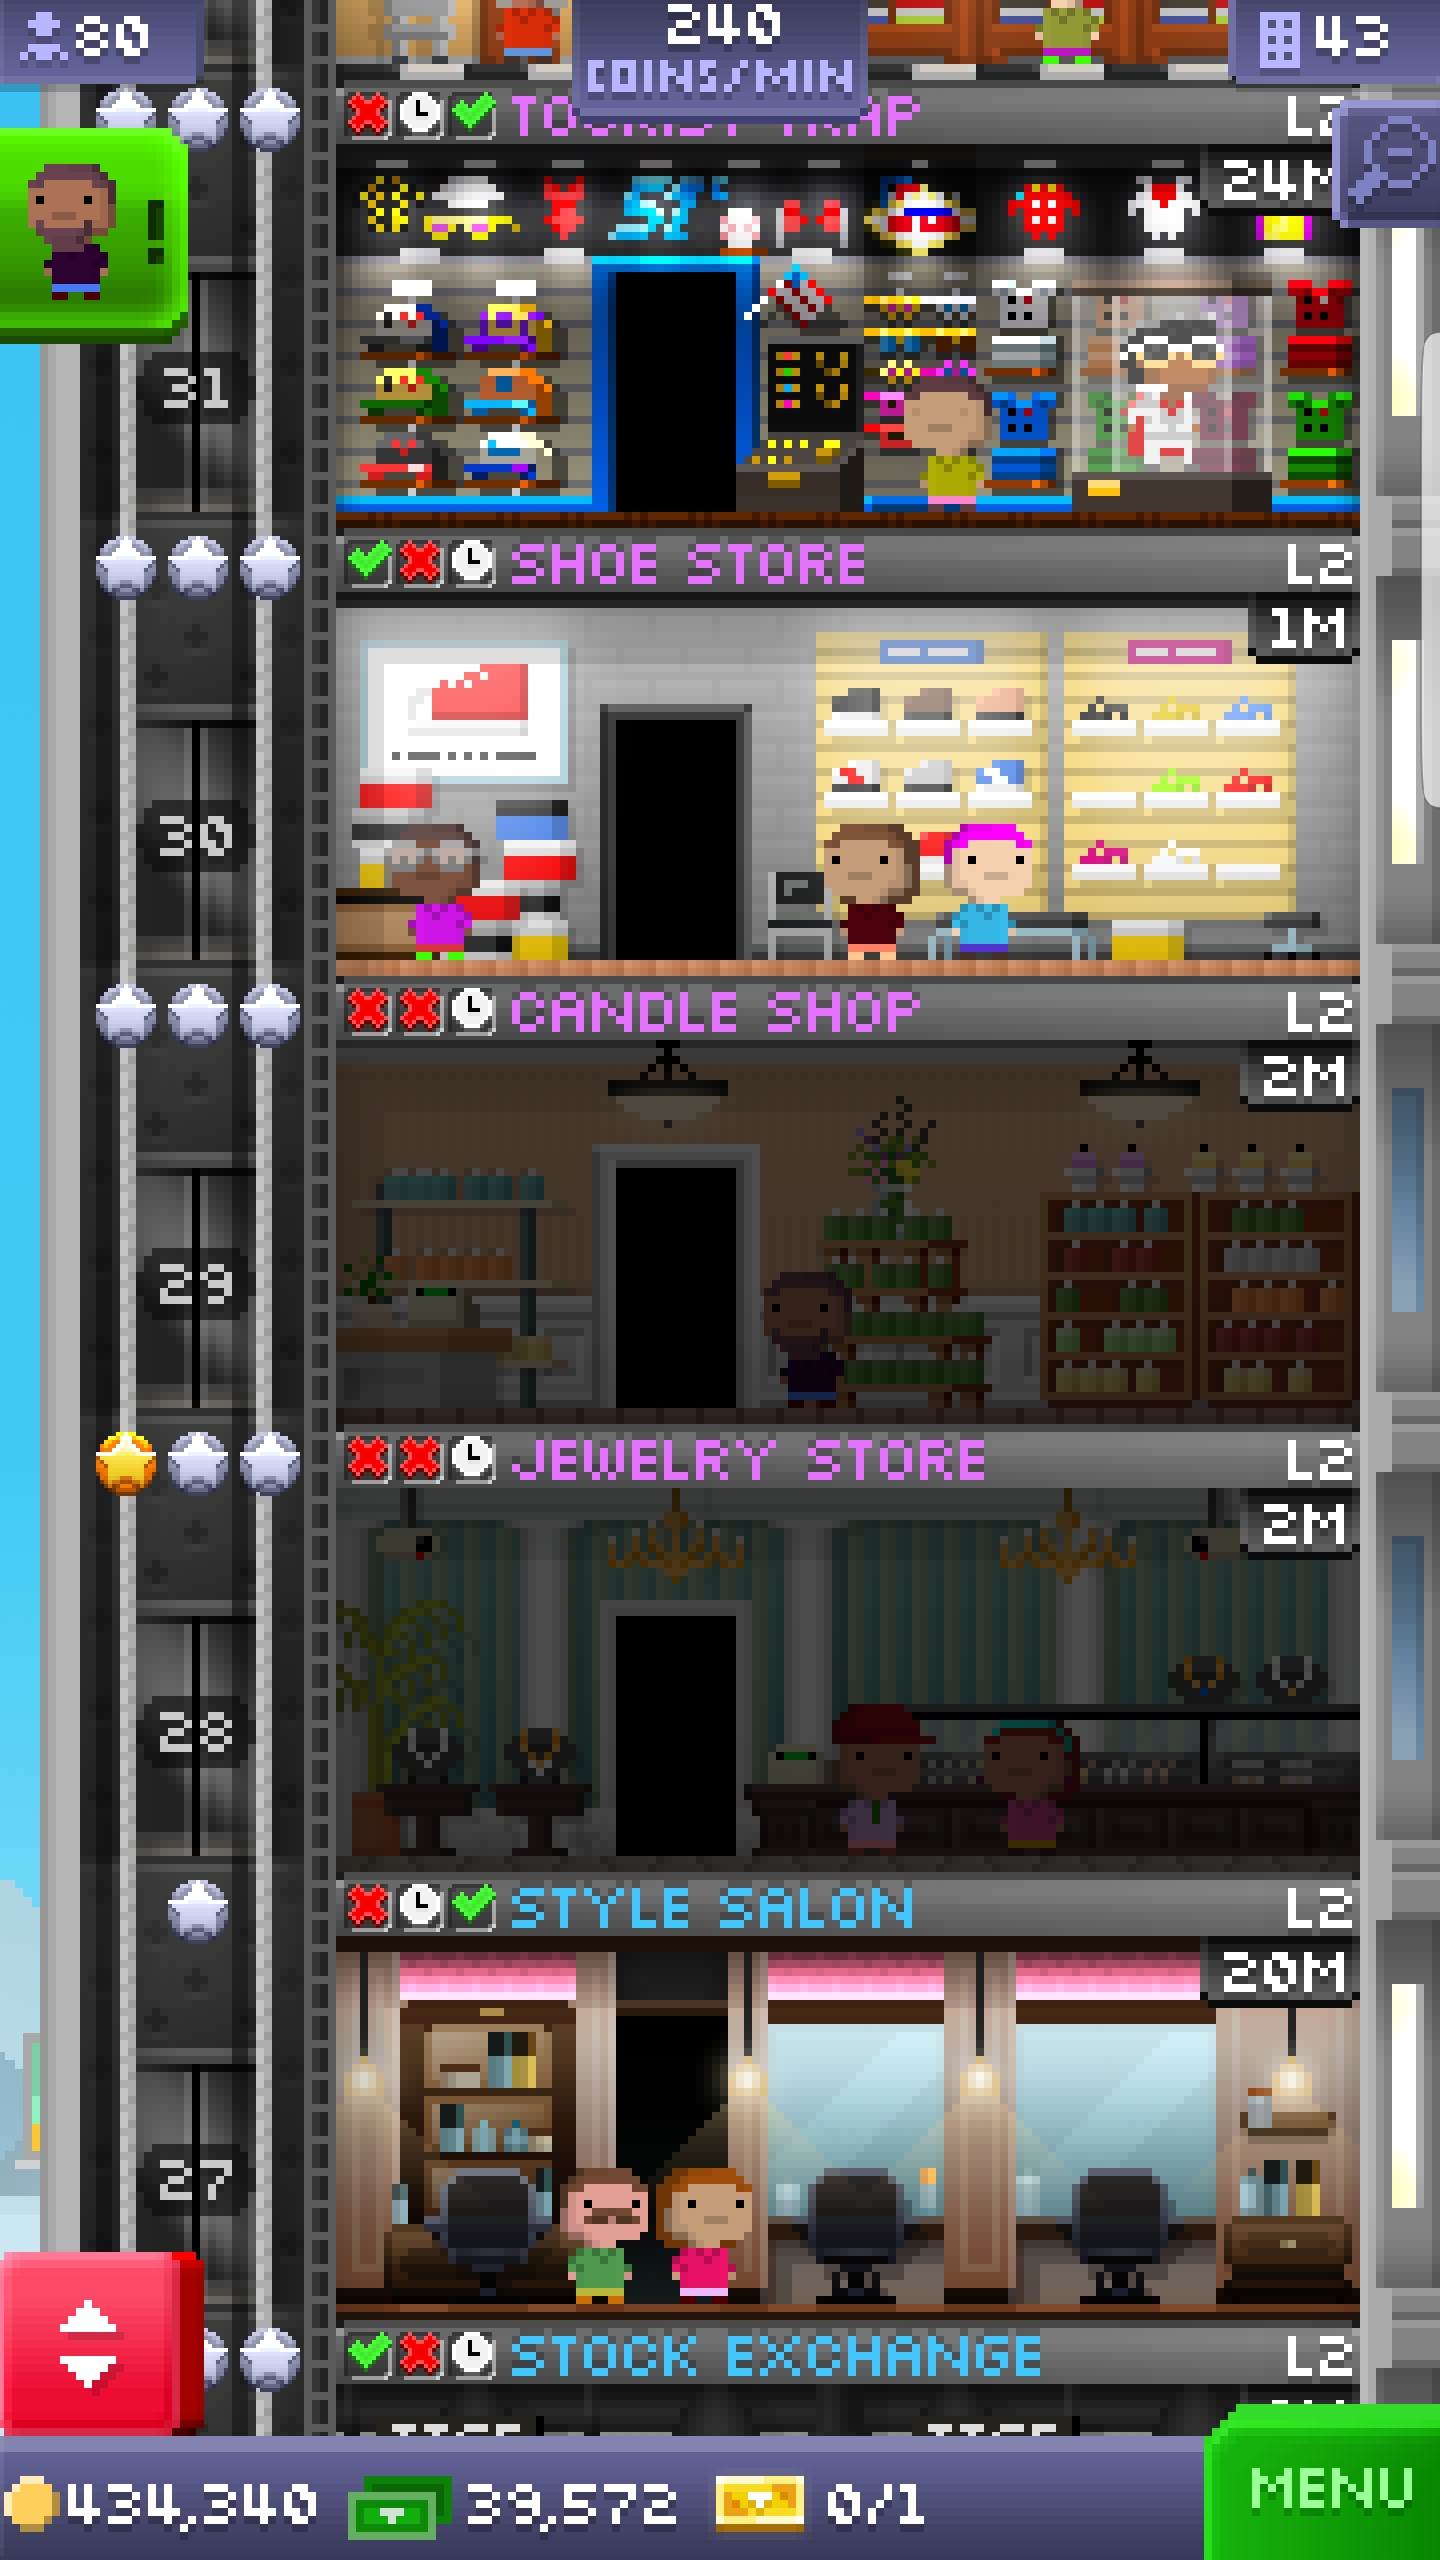 80
240
COINS/MIN
43
TOURIST TRAP
L2
24M
31
SHOE STORE
L2
1M
30
CANDLE SHOP
L2
2M
29
JEWELRY STORE
L2
2M
28
STYLE SALON
L2
20M
27
STOCK EXCHANGE
L2
434,340
39,572
0/1
MENU